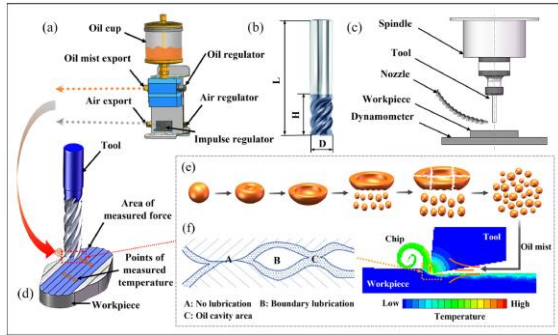 (a)
Oil cup
Oil mist export
Oil regulator
Air export
Air regulator
Impulse regulator
(b)
L
H
D
(c)
Spindle
Tool
Nozzle
Workpiece
Dynamometer
Tool
Area of
measured force
Points of
measured temperature
(d)
Workpiece
(e)
(f)
A
B
C
A: No lubrication B: Boundary lubrication
C: Oil cavity area
Chip
Tool
Workpiece
Oil mist
Low
High
Temperature